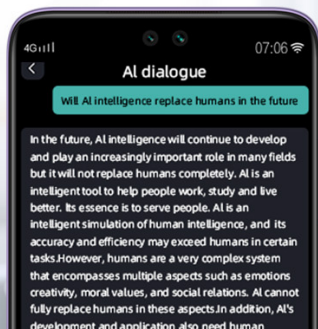 4G
07:06
AI dialogue
Will AI intelligence replace humans in the future
In the future, AI intelligence will continue to develop
and play an increasingly important role in many fields
but it will not replace humans completely. AI is an
intelligent tool to help people work, study and live
better. Its essence is to serve people. AI is an
intelligent simulation of human intelligence, and its
accuracy and efficiency may exceed humans in certain
tasks.However, humans are a very complex system
that encompasses multiple aspects such as emotions
creativity, moral values, and social relations. AI cannot
fully replace humans in these aspects.In addition, AI's
development and application also need human